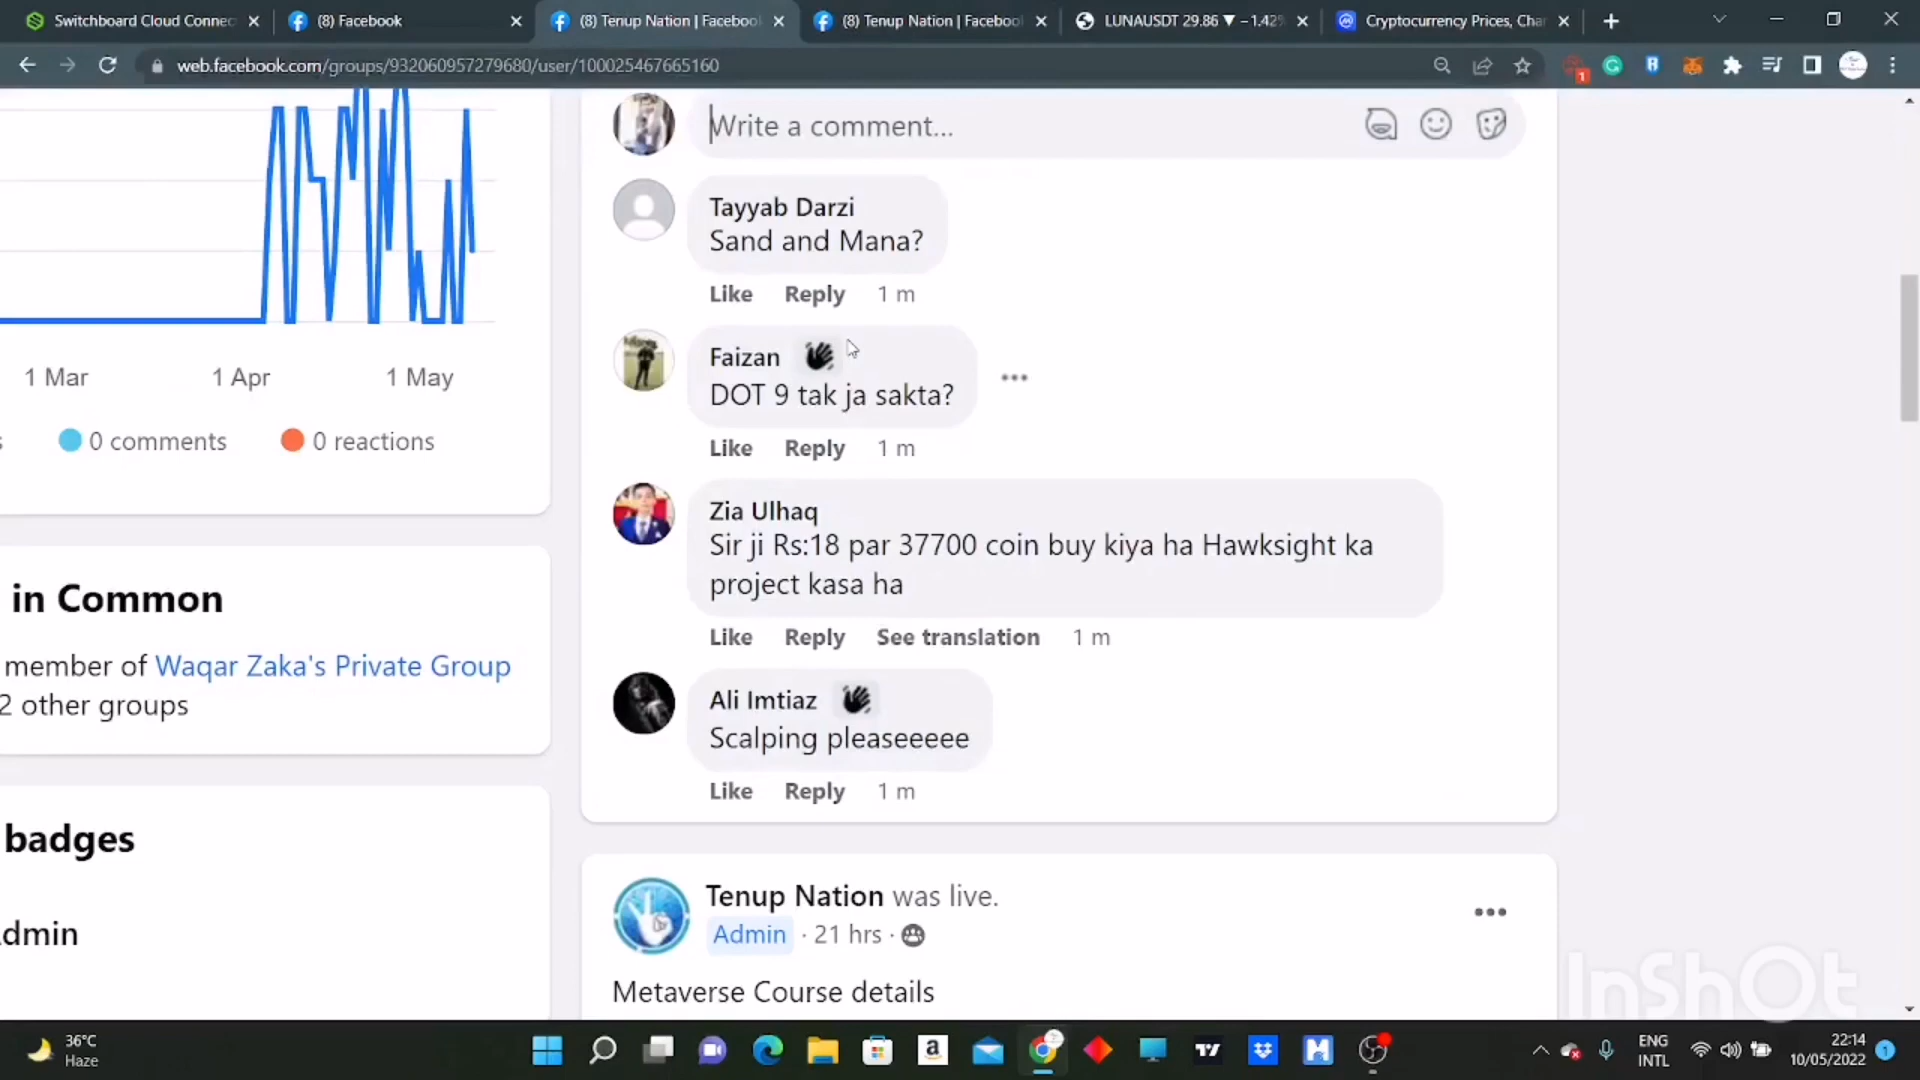 Switchboard Cloud Connec
(8) Facebook
(8) Tenup Nation | Facebook
(8) Tenup Nation | Facebook
LUNAUSDT 29.86 ▼ −1.42%
Cryptocurrency Prices, Char
web.facebook.com/groups/932060957279680/user/100025467665160
1
Write a comment...
Tayyab Darzi
Sand and Mana?
Like Reply 1 m
Faizan
DOT 9 tak ja sakta?
Like Reply 1 m
Zia Ulhaq
Sir ji Rs:18 par 37700 coin buy kiya ha Hawksight ka
project kasa ha
Like Reply See translation 1 m
Ali Imtiaz
Scalping pleaseeeee
Like Reply 1 m
1 Mar 1 Apr 1 May
s 0 comments 0 reactions
in Common
member of Waqar Zaka's Private Group
2 other groups
badges
dmin
Tenup Nation was live.
Admin · 21 hrs ·
Metaverse Course details
InShOt
36°C
Haze
ENG
INTL
22:14
10/05/2022
1